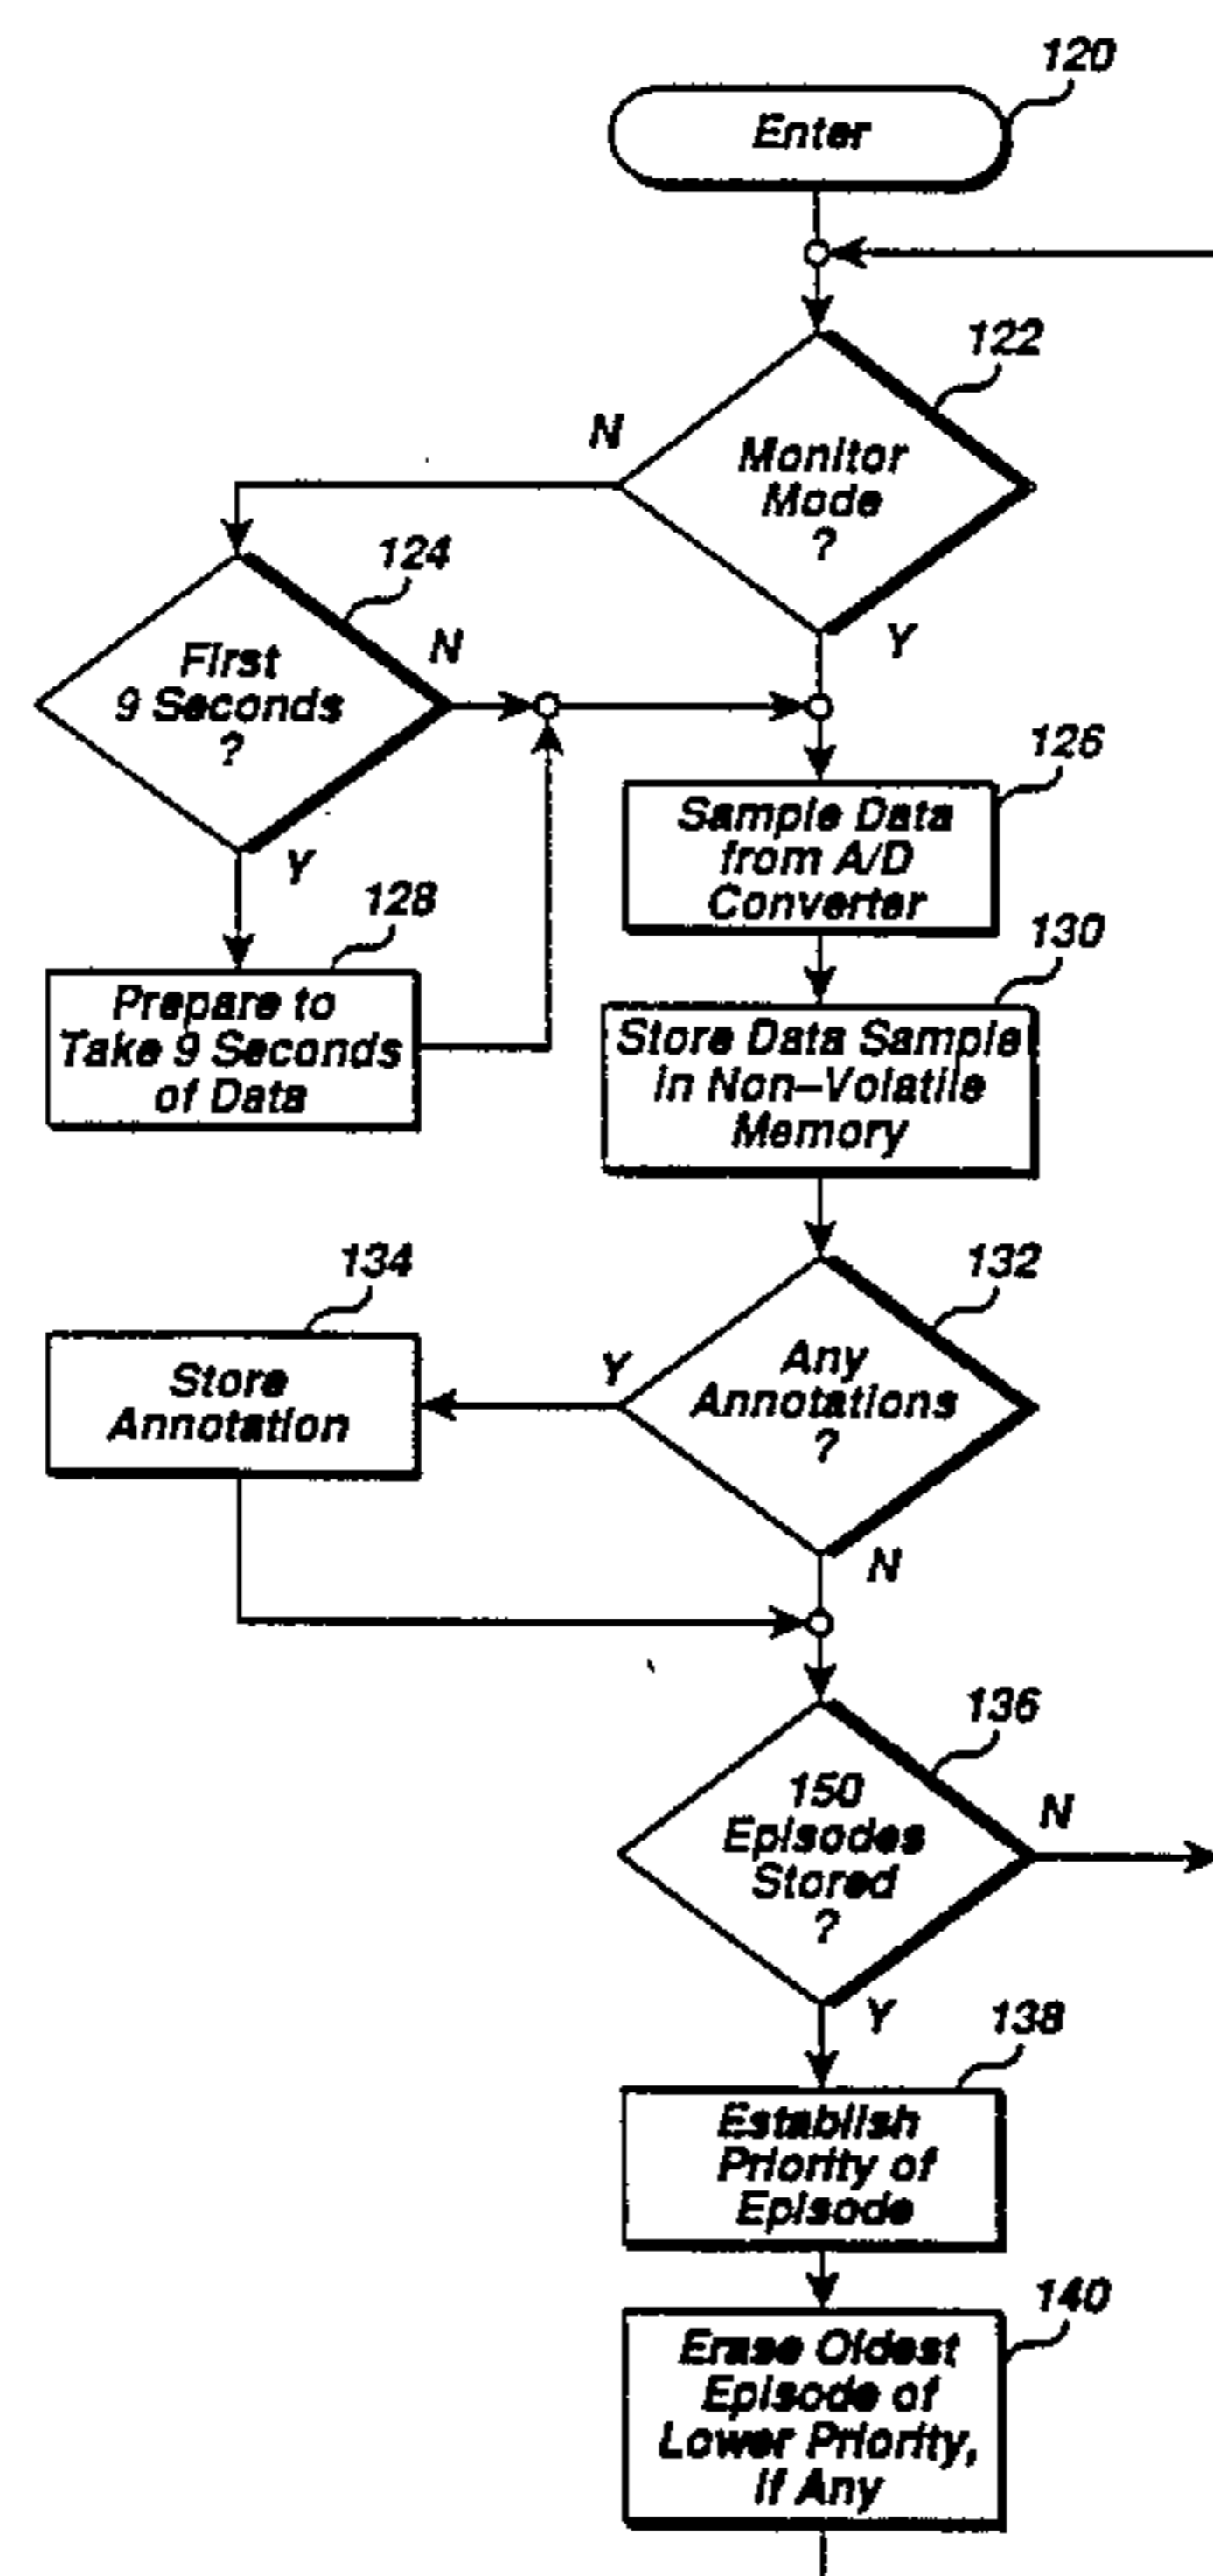 120
Enter
122
N
Monitor
Mode
?
Y
124
First
9 Seconds
?
N
Y
126
Sample Data
from A/D
Converter
128
Prepare to
Take 9 Seconds
of Data
130
Store Data Sample
in Non-Volatile
Memory
132
Any
Annotations
?
Y
N
134
Store
Annotation
136
150
Episodes
Stored
?
N
Y
138
Establish
Priority of
Episode
140
Erase Oldest
Episode of
Lower Priority,
If Any